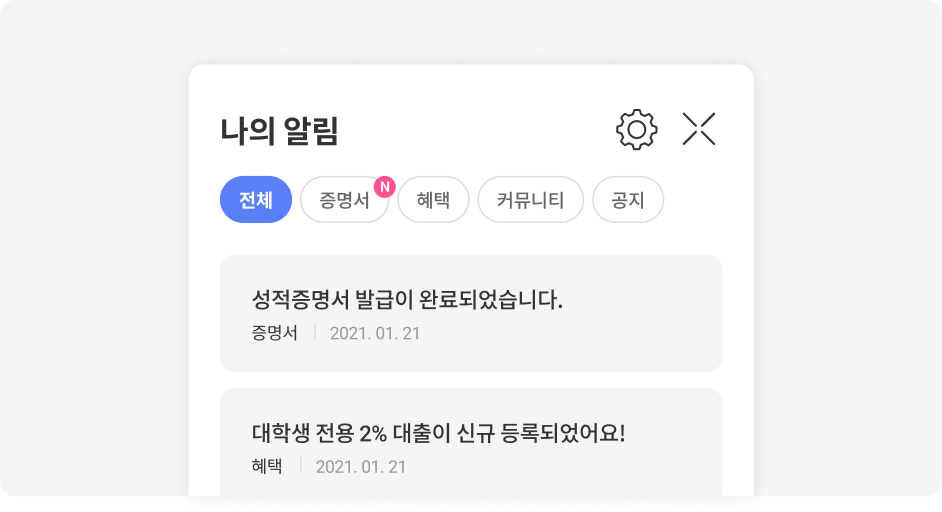 나의 알림
전체 증명서 N 혜택 커뮤니티 공지
성적증명서 발급이 완료되었습니다.
증명서 | 2021. 01. 21
대학생 전용 2% 대출이 신규 등록되었어요!
혜택 | 2021. 01. 21